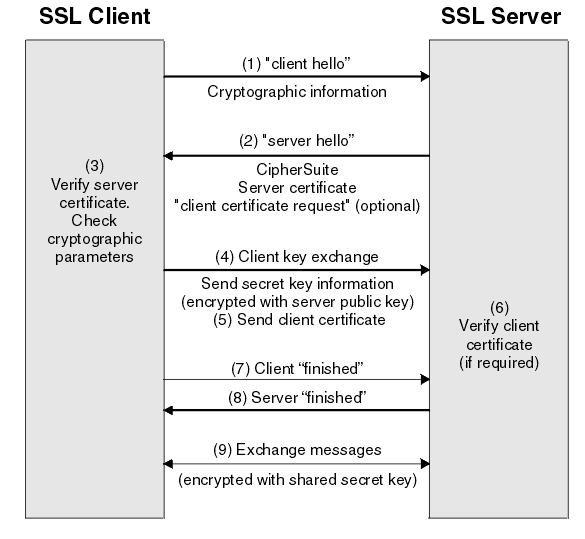 SSL Client
SSL Server
(1) "client hello”
Cryptographic information
(2) "server hello”
CipherSuite
Server certificate
"client certificate request" (optional)
(3)
Verify server
certificate.
Check
cryptographic
parameters
(4) Client key exchange
Send secret key information
(encrypted with server public key)
(5) Send client certificate
(6)
Verify client
certificate
(if required)
(7) Client “finished”
(8) Server “finished”
(9) Exchange messages
(encrypted with shared secret key)